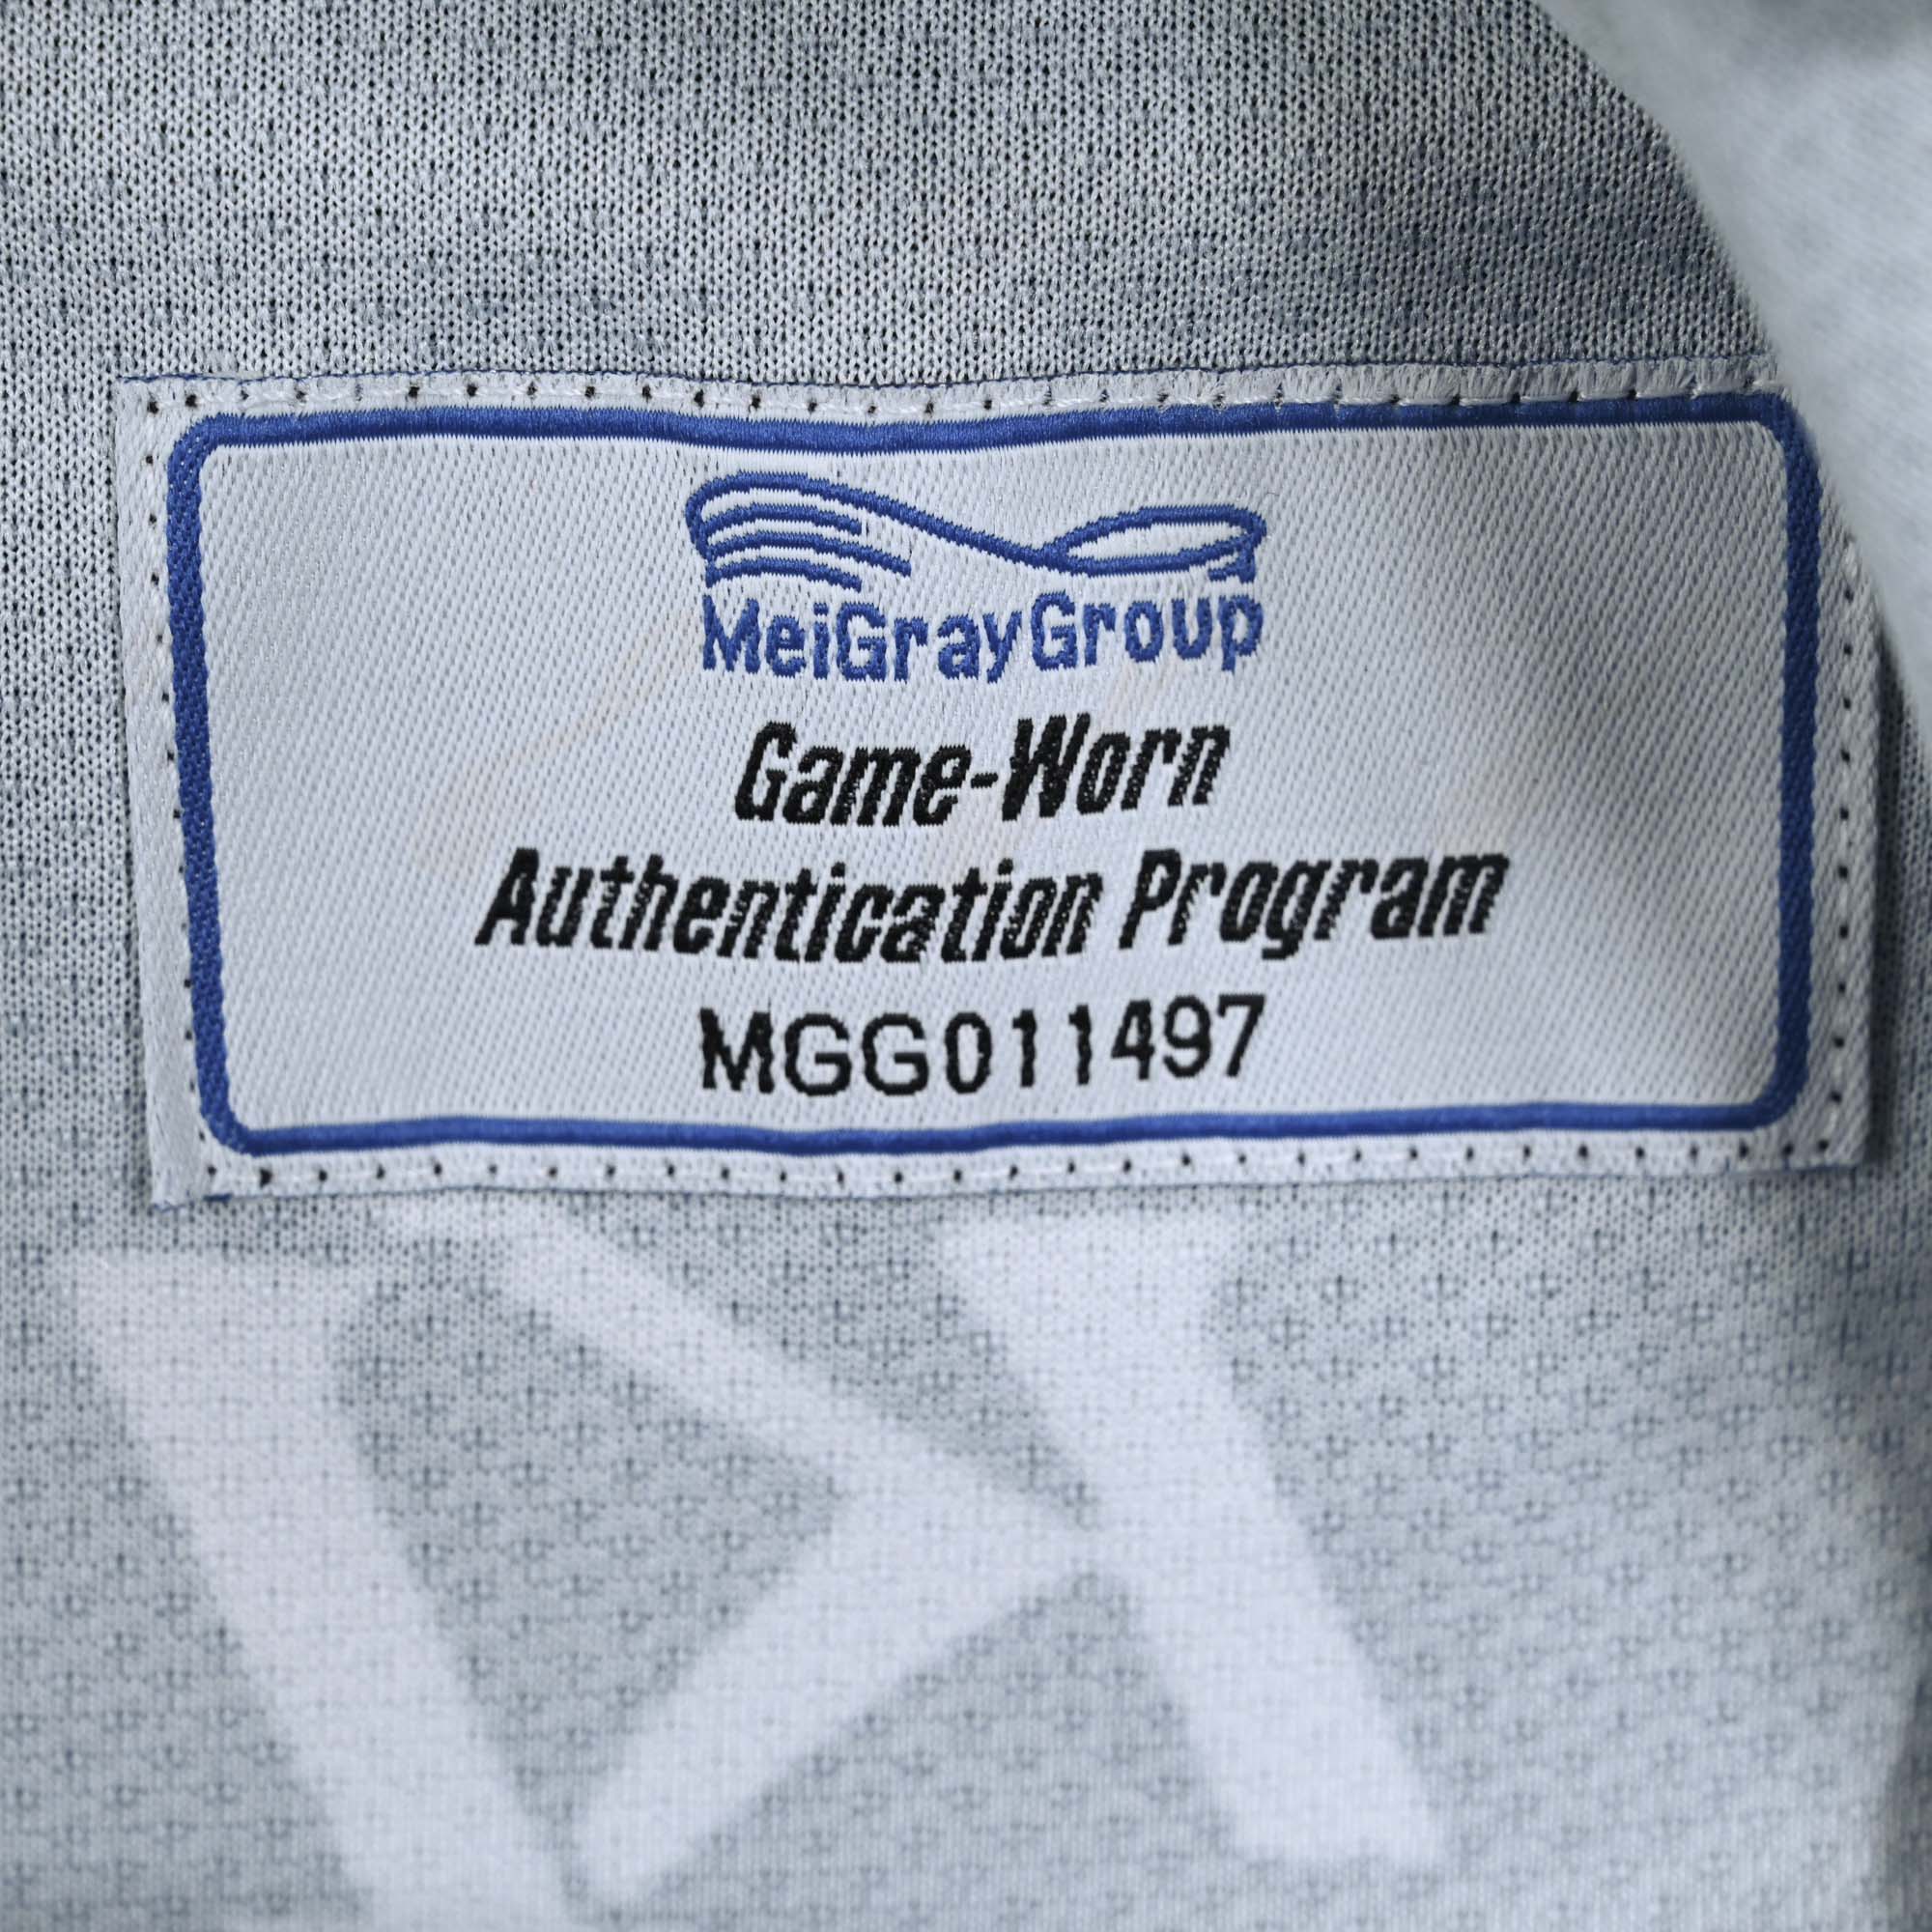 MeiGrayGroup
Game-Worn
Authentication Program
MGG011497